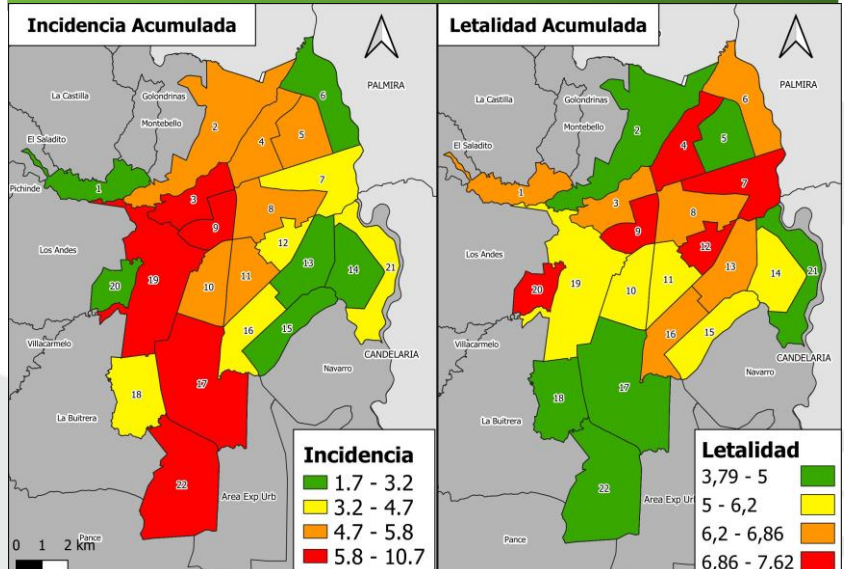 Incidencia Acumulada
La Castilla
Golondrinas
Montebello
El Saladito
Pichinde
Los Andes
Villacarmelo
La Buitrera
Pance
PALMIRA
CANDELARIA
Navarro
Area Exp Urb
1
2
3
4
5
6
7
8
9
10
11
12
13
14
15
16
17
18
19
20
21
22
0 1 2 km
Incidencia
1.7 - 3.2
3.2 - 4.7
4.7 - 5.8
5.8 - 10.7
Letalidad Acumulada
La Castilla
Golondrinas
Montebello
El Saladito
Pichinde
Los Andes
Villacarmelo
La Buitrera
Pance
PALMIRA
CANDELARIA
Navarro
Area Exp Ur
1
2
3
4
5
6
7
8
9
10
11
12
13
14
15
16
17
18
19
20
21
22
Letalidad
3,79 - 5
5 - 6,2
6,2 - 6,86
6,86 - 7,62